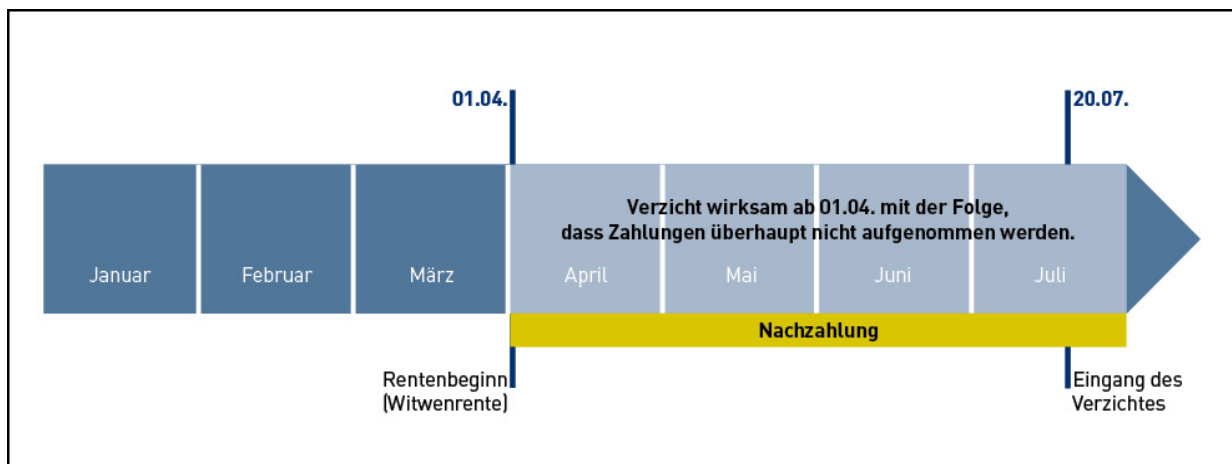 01.04.
20.07.
Verzicht wirksam ab 01.04. mit der Folge,
dass Zahlungen überhaupt nicht aufgenommen werden.
Januar
Februar
März
April
Mai
Juni
Juli
Nachzahlung
Rentenbeginn
(Witwenrente)
Eingang des
Verzichtes